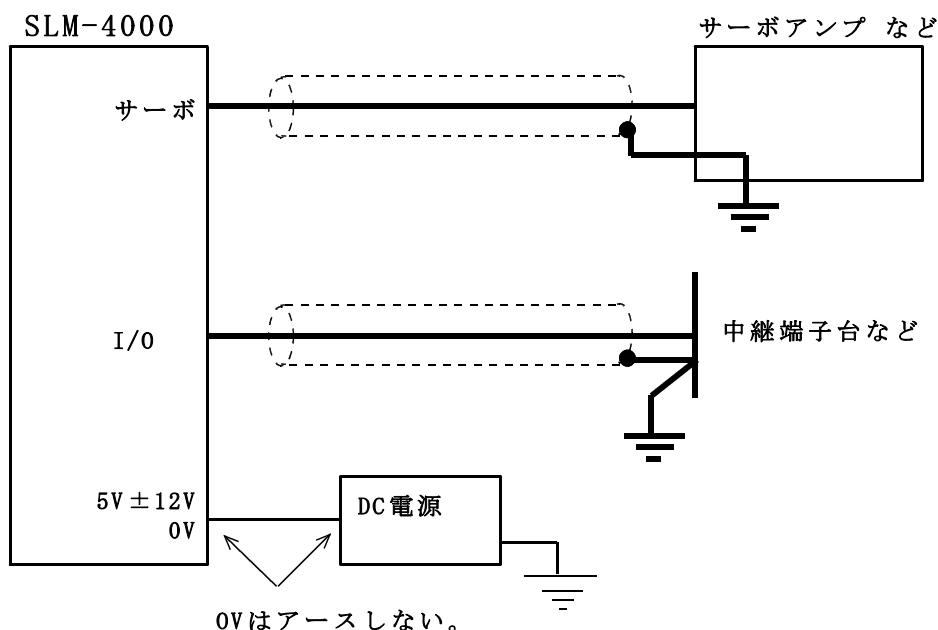 SLM-4000
サーボアンプ など
サーボ
I/O
中継端子台など
5V±12V
0V
DC電源
0Vはアースしない。